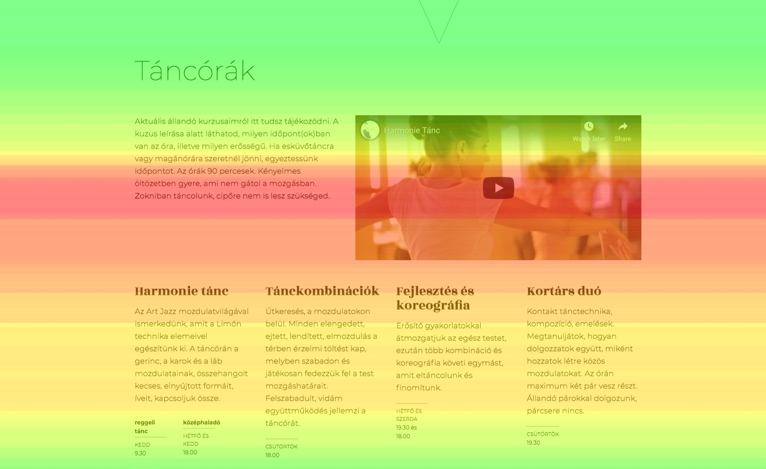 Táncórák
Aktuális állandó kurzusaimról itt tudsz tájékozódni. A
kuzus leírása alatt láthatod, milyen időpont(ok)ban
van az óra, illetve milyen erősségű. Ha esküvőtáncra
vagy magánórára szeretnél jönni, egyeztessünk
időpontot. Az órák 90 percesek. Kényelmes
öltözetben gyere, ami nem gátol a mozgásban.
Zokniban táncolunk, cipőre nem is lesz szükséged.
Harmonie Tánc
Watch later
Share
Harmonie tánc
Az Art Jazz mozdulatvilágával
ismerkedünk, amit a Limón
technika elemeivel
egészítünk ki. A táncórán a
gerinc, a karok és a láb
mozdulatainak, összehangolt
kecses, elnyújtott formáit,
íveit, kapcsoljuk össze.
reggeli
tánc
KEDD
9.30
középhaladó
HÉTFŐ ÉS
KEDD
18.00
Tánckombinációk
Útkeresés, a mozdulatokon
belül. Minden elengedett,
ejtett, lendített, elmozdulás a
térben érzelmi töltést kap,
melyben szabadon és
játékosan fedezzük fel a test
mozgáshatárait.
Felszabadult, vidám
együttműködés jellemzi a
táncórát.
CSÜTÖRTÖK
18.00
Fejlesztés és
koreográfia
Erősítő gyakorlatokkal
átmozgatjuk az egész testet,
ezután több kombináció és
koreográfia követi egymást,
amit eltáncolunk és
finomítunk.
HÉTFŐ ÉS
SZERDA
19.30 és
18.00
Kortárs duó
Kontakt tánctechnika,
kompozíció, emelések.
Megtanuljátok, hogyan
dolgozzatok együtt, miként
hozzatok létre közös
mozdulatokat. Az órán
maximum két pár vesz részt.
Állandó párokkal dolgozunk,
párcsere nincs.
CSÜTÖRTÖK
19.30